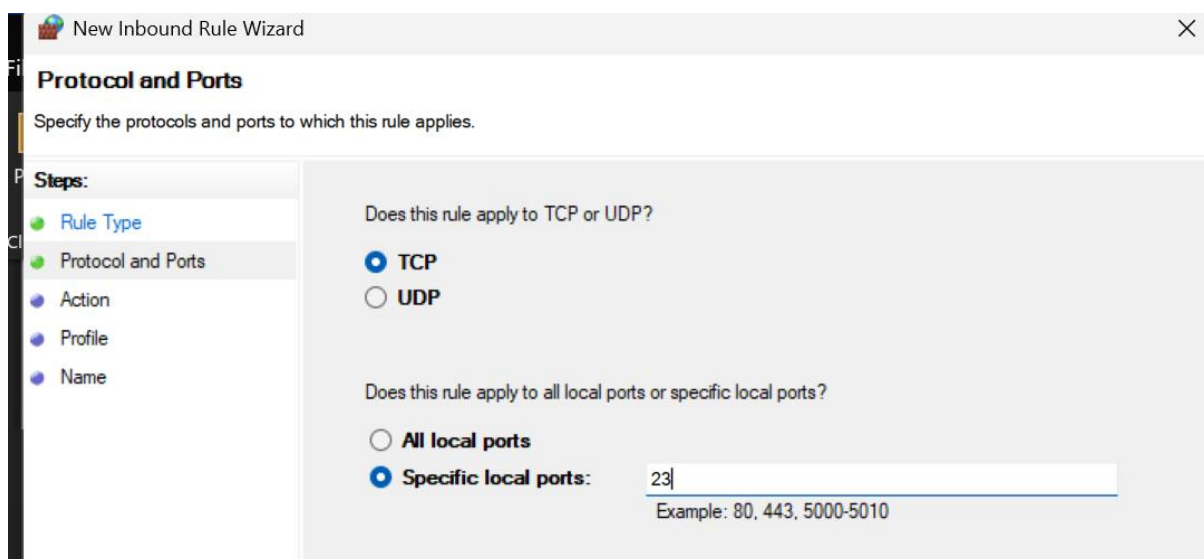 New Inbound Rule Wizard
Protocol and Ports
Specify the protocols and ports to which this rule applies.
Steps:
Rule Type
Protocol and Ports
Action
Profile
Name
Does this rule apply to TCP or UDP?
TCP
UDP
Does this rule apply to all local ports or specific local ports?
All local ports
Specific local ports: 23
Example: 80, 443, 5000-5010